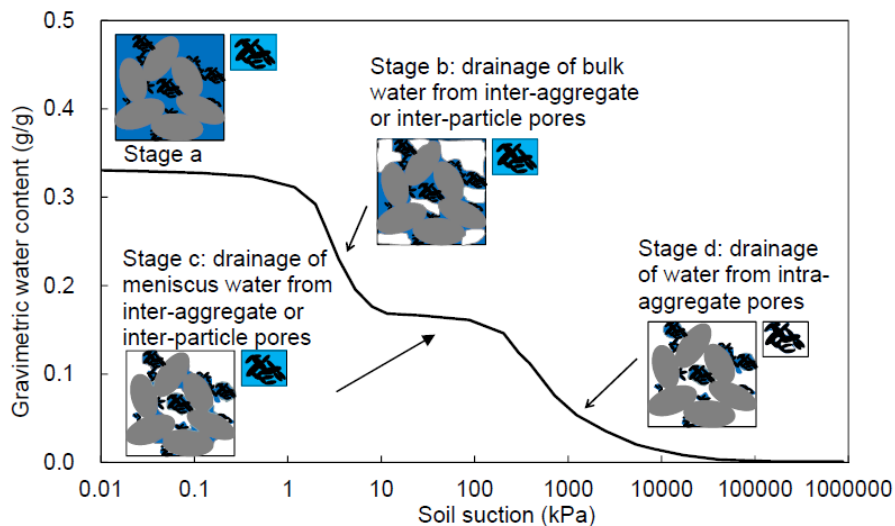 Gravimetric water content (g/g)
0.5
0.4
0.3
0.2
0.1
0.0
Stage a
Stage b: drainage of bulk
water from inter-aggregate
or inter-particle pores
Stage c: drainage of
meniscus water from
inter-aggregate or
inter-particle pores
Stage d: drainage
of water from intra-
aggregate pores
0.01 0.1 1 10 100 1000 10000 100000 1000000
Soil suction (kPa)